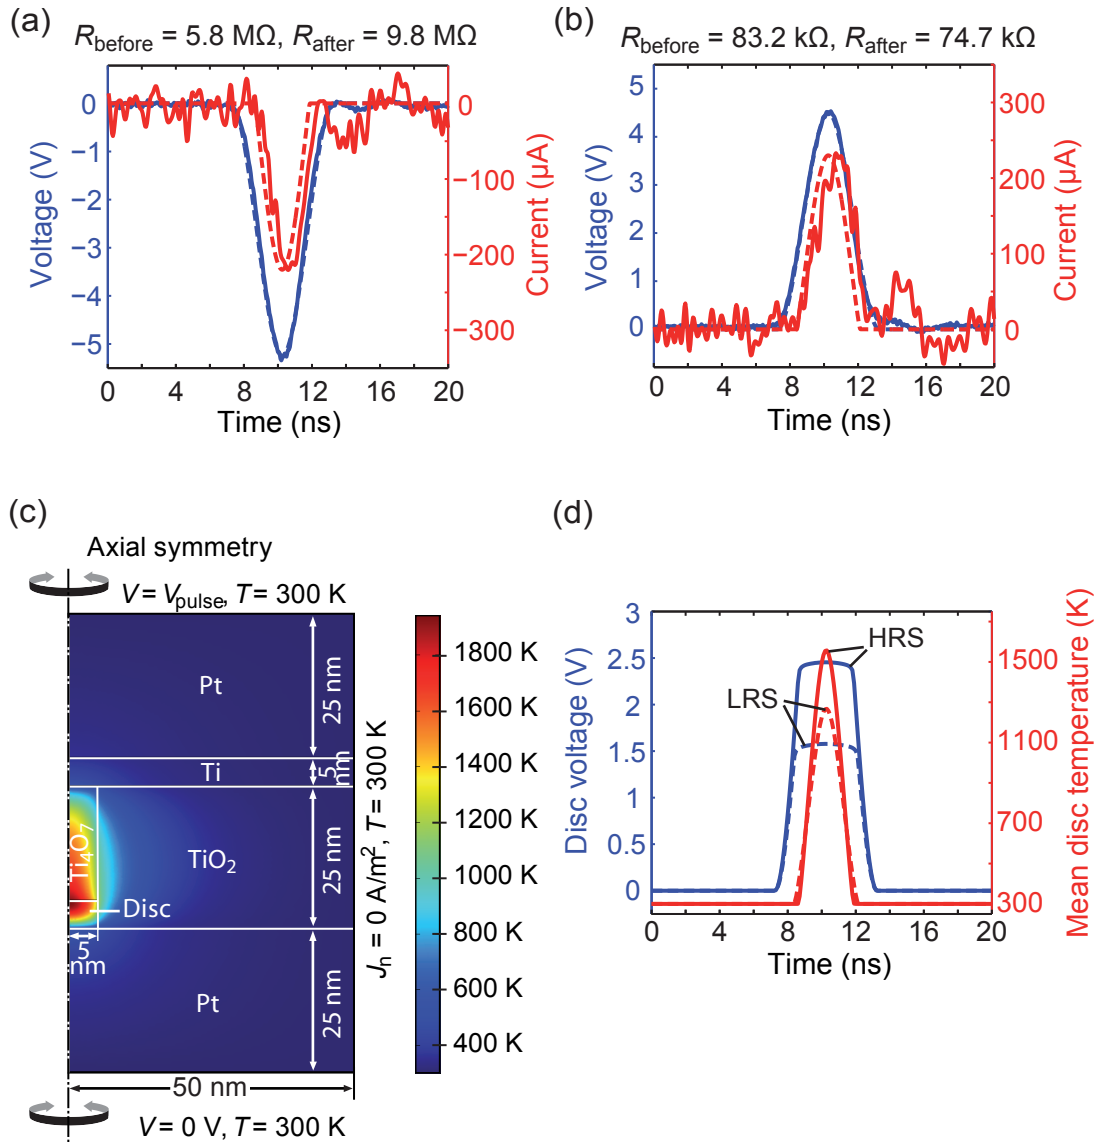 (a)
R_before = 5.8 MΩ, R_after = 9.8 MΩ
0
−1
−2
−3
−4
−5
Voltage (V)
0
−100
−200
−300
Current (µA)
0 4 8 12 16 20
Time (ns)
(b)
R_before = 83.2 kΩ, R_after = 74.7 kΩ
5
4
3
2
1
0
Voltage (V)
300
200
100
0
Current (µA)
0 4 8 12 16 20
Time (ns)
(c)
Axial symmetry
V = V_pulse, T = 300 K
Pt
25 nm
Ti
5 nm
Ti4O7
TiO2
25 nm
Disc
5 nm
Pt
25 nm
50 nm
V = 0 V, T = 300 K
J_n = 0 A/m², T = 300 K
1800 K
1600 K
1400 K
1200 K
1000 K
800 K
600 K
400 K
(d)
3
2.5
2
1.5
1
0.5
0
Disc voltage (V)
HRS
LRS
1500
1100
700
300
Mean disc temperature (K)
0 4 8 12 16 20
Time (ns)